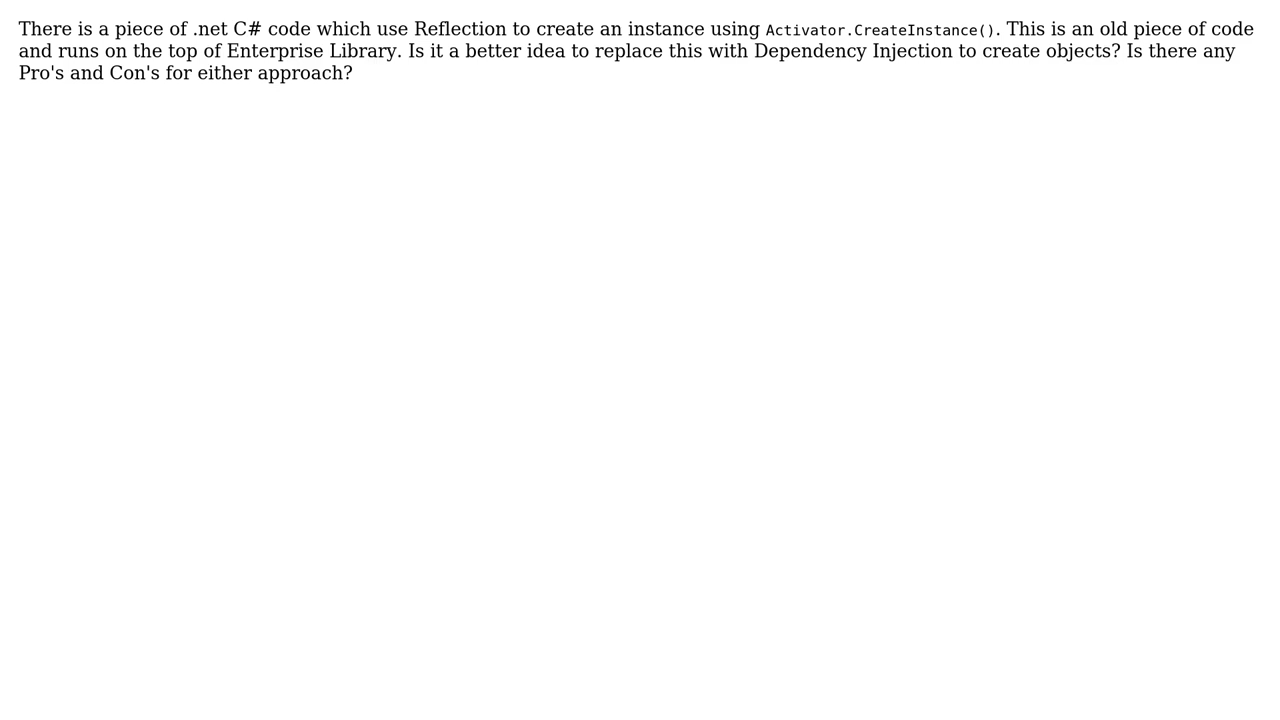 There is a piece of .net C# code which use Reflection to create an instance using Activator.CreateInstance(). This is an old piece of code
and runs on the top of Enterprise Library. Is it a better idea to replace this with Dependency Injection to create objects? Is there any
Pro's and Con's for either approach?